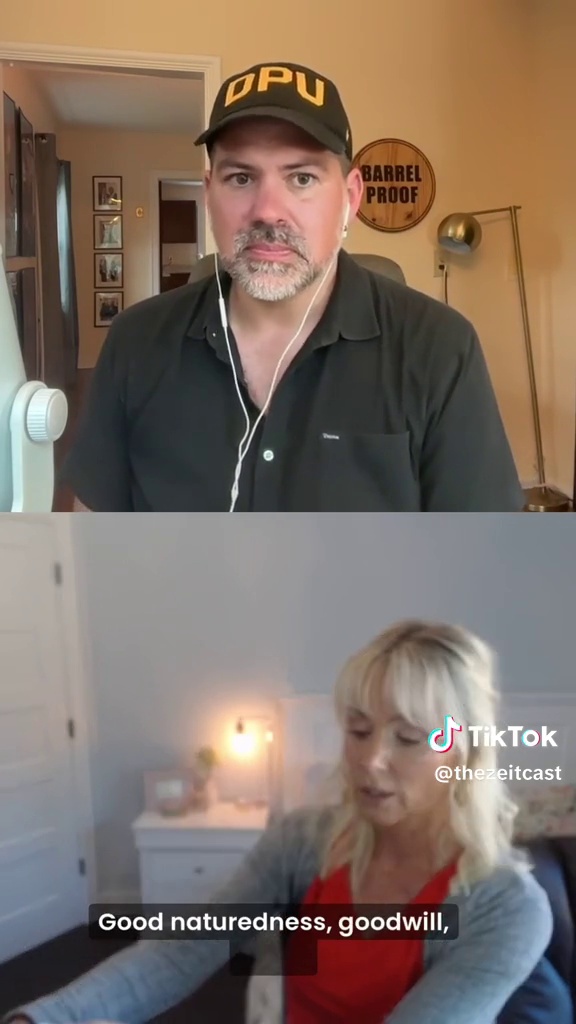 DPU
BARREL
PROOF
TikTok
@thezeitcast
Good naturedness, goodwill,